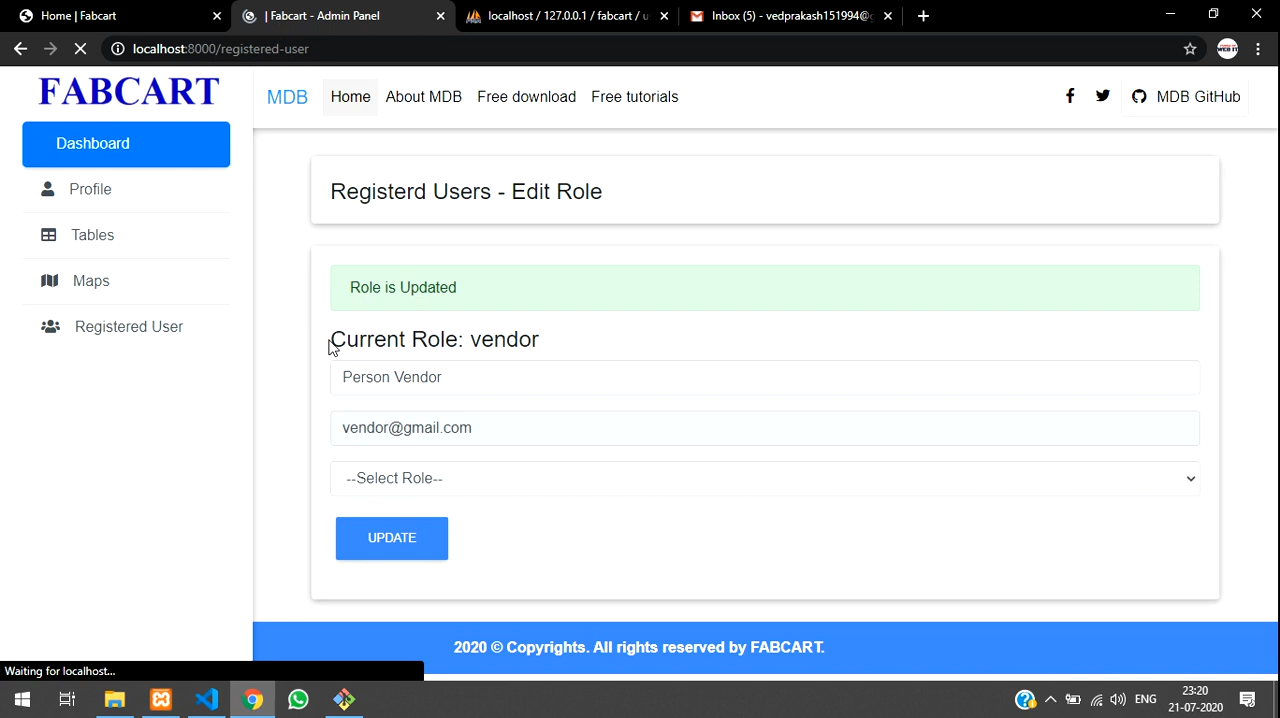 Home | Fabcart
| Fabcart - Admin Panel
localhost / 127.0.0.1 / fabcart / u
Inbox (5) - vedprakash151994@g
localhost:8000/registered-user
FABCART
MDB
Home
About MDB
Free download
Free tutorials
MDB GitHub
Dashboard
Profile
Tables
Maps
Registered User
Registerd Users - Edit Role
Role is Updated
Current Role: vendor
Person Vendor
vendor@gmail.com
--Select Role--
UPDATE
2020 © Copyrights. All rights reserved by FABCART.
Waiting for localhost...
ENG
23:20
21-07-2020